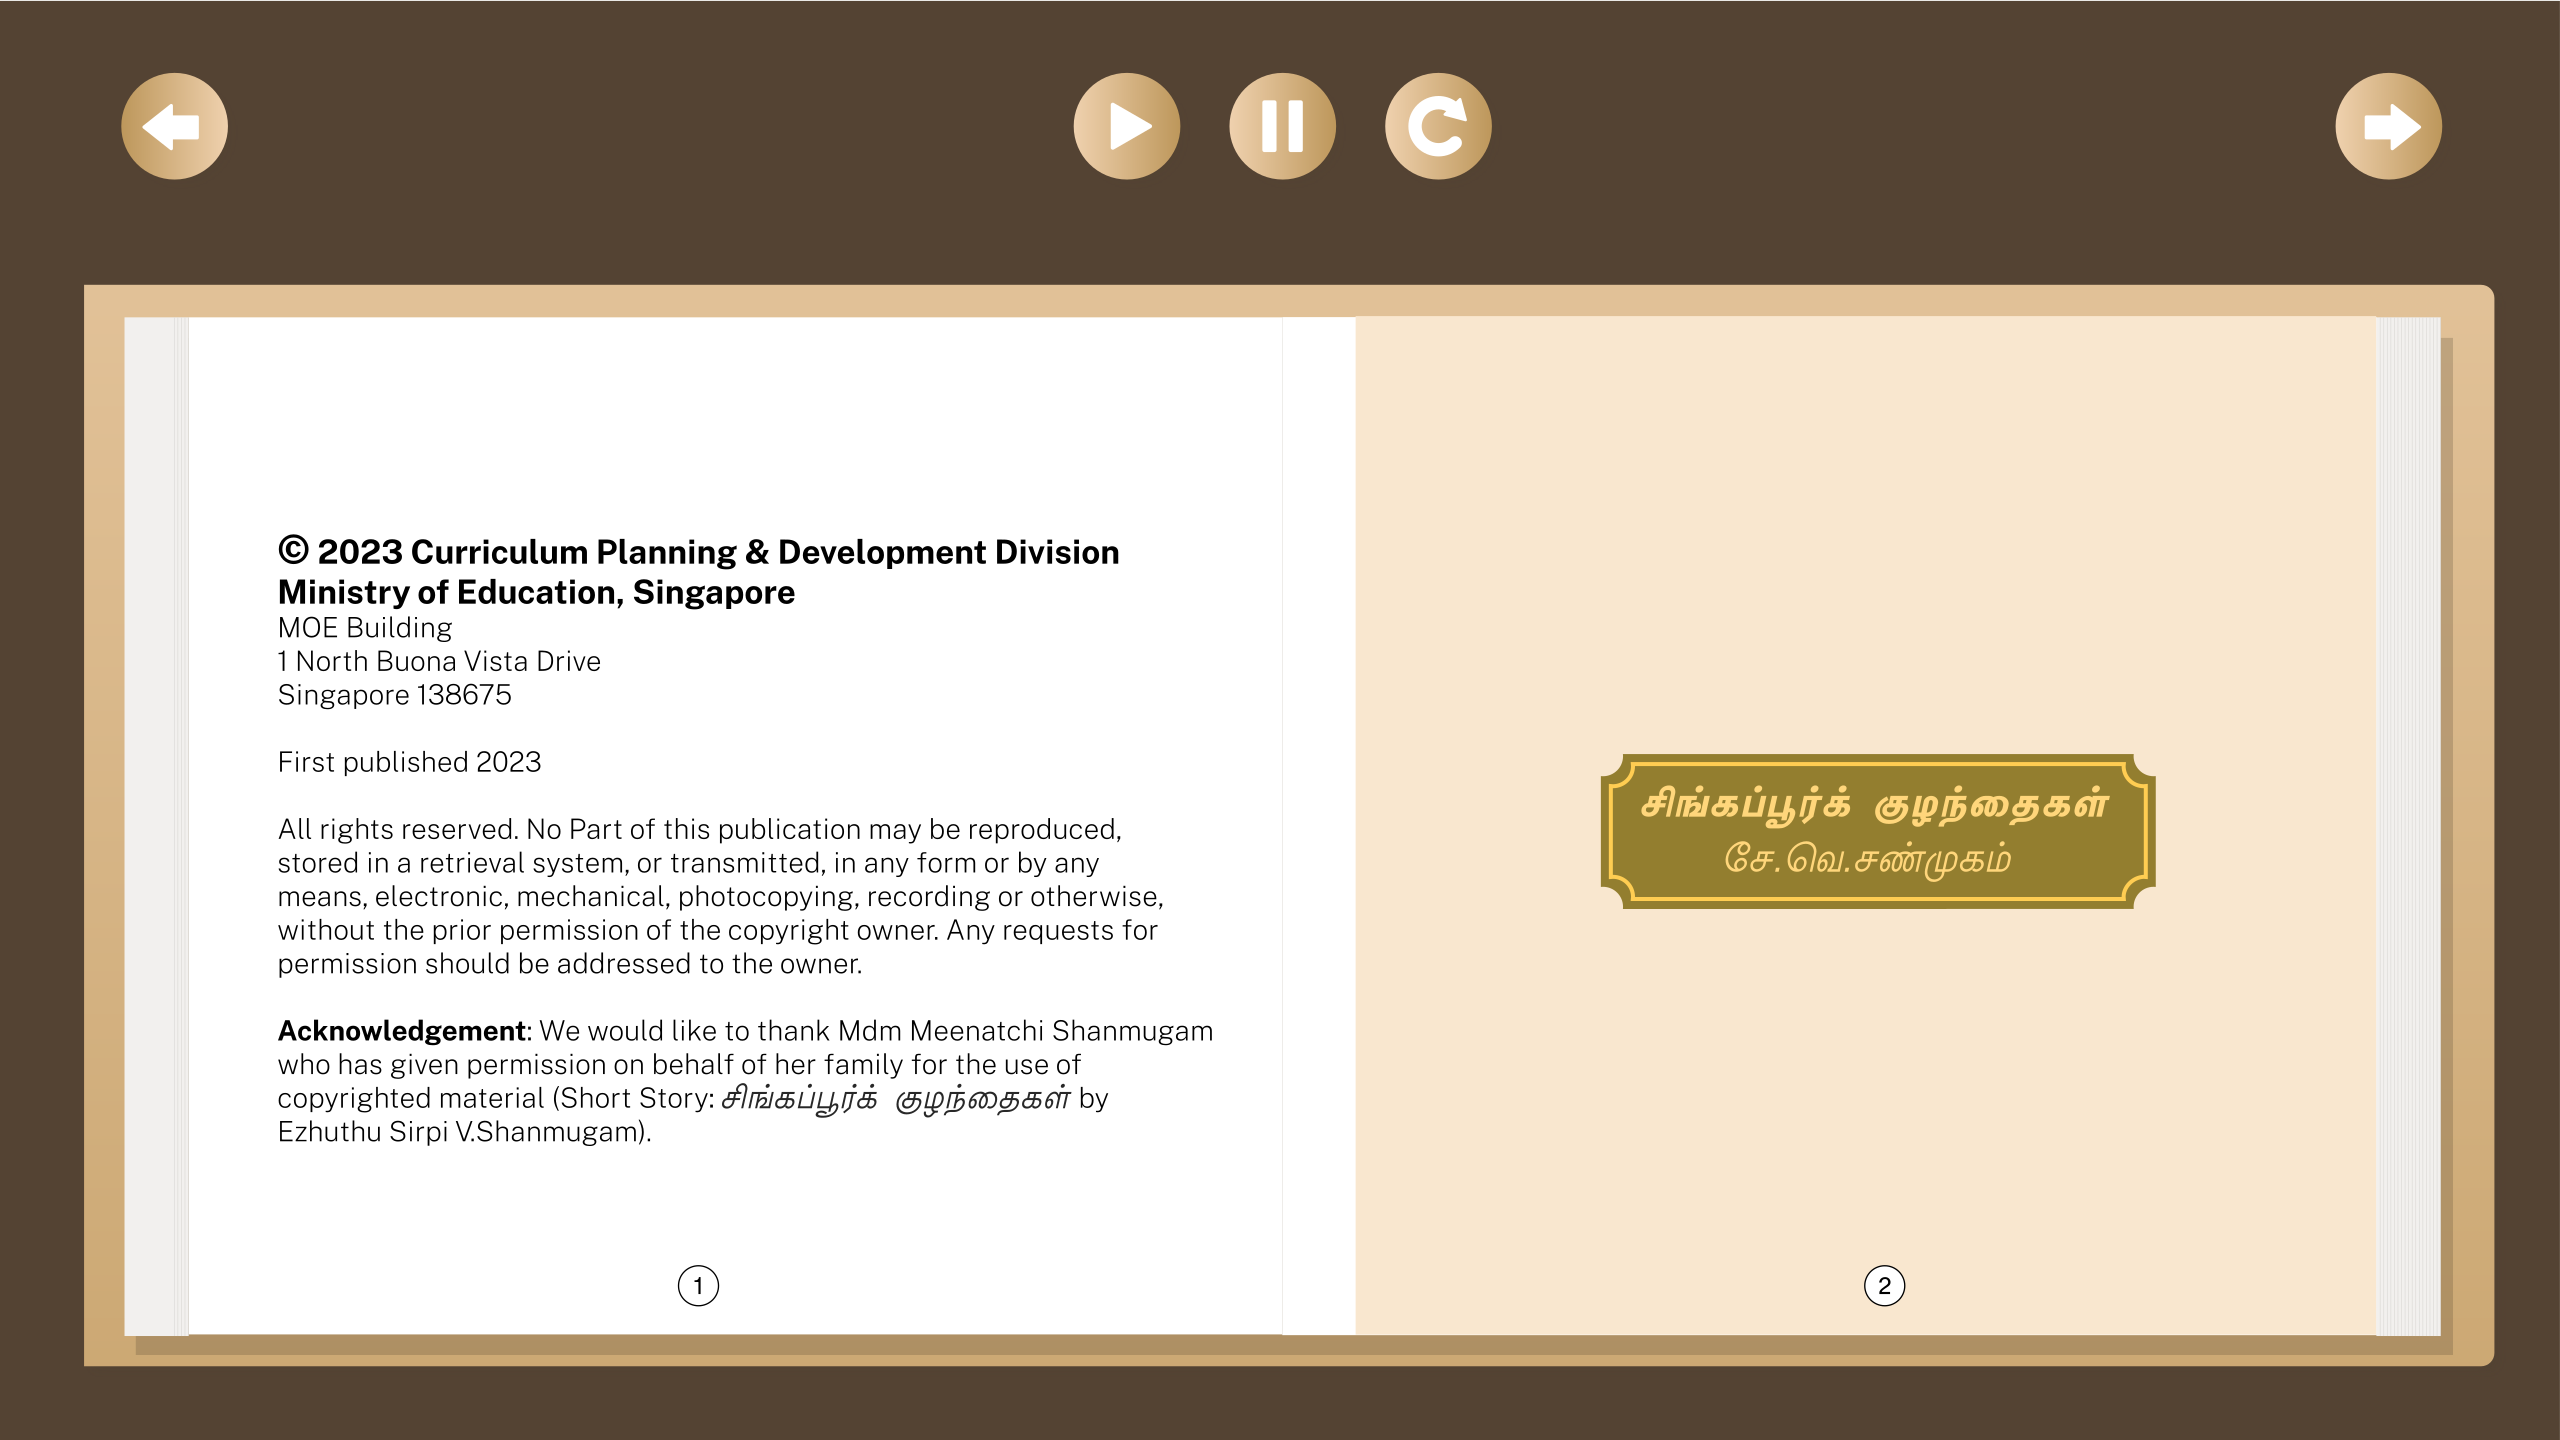 © 2023 Curriculum Planning & Development Division
Ministry of Education, Singapore
MOE Building
1 North Buona Vista Drive
Singapore 138675
First published 2023
All rights reserved. No Part of this publication may be reproduced,
stored in a retrieval system, or transmitted, in any form or by any
means, electronic, mechanical, photocopying, recording or otherwise,
without the prior permission of the copyright owner. Any requests for
permission should be addressed to the owner.
Acknowledgement: We would like to thank Mdm Meenatchi Shanmugam
who has given permission on behalf of her family for the use of
copyrighted material (Short Story: சிங்கப்பூர்க் குழந்தைகள் by
Ezhuthu Sirpi V.Shanmugam).
1
சிங்கப்பூர்க் குழந்தைகள்
சே.வெ.சண்முகம்
2